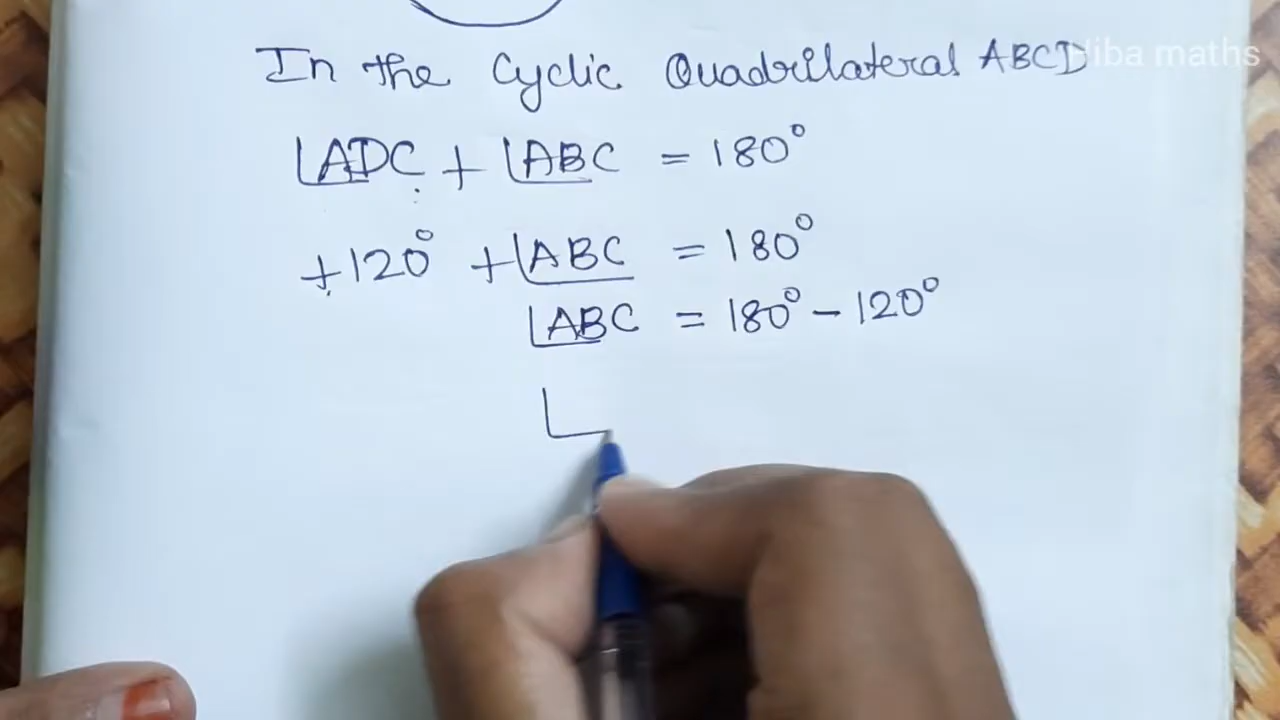 In the Cyclic Quadrilateral ABCD
∠ADC + ∠ABC = 180°
+120° + ∠ABC = 180°
∠ABC = 180° - 120°
∠